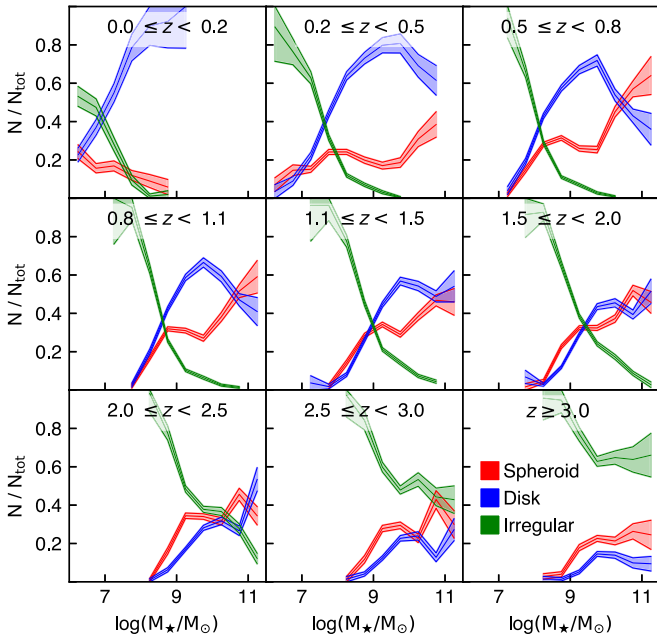 0.0 ≤ z < 0.2
0.2 ≤ z < 0.5
0.5 ≤ z < 0.8
N / N_tot
0.8
0.6
0.4
0.2
0.8 ≤ z < 1.1
1.1 ≤ z < 1.5
1.5 ≤ z < 2.0
N / N_tot
0.8
0.6
0.4
0.2
2.0 ≤ z < 2.5
2.5 ≤ z < 3.0
z ≥ 3.0
N / N_tot
0.8
0.6
0.4
0.2
Spheroid
Disk
Irregular
7 9 11
7 9 11
7 9 11
log(M★/M⊙)
log(M★/M⊙)
log(M★/M⊙)